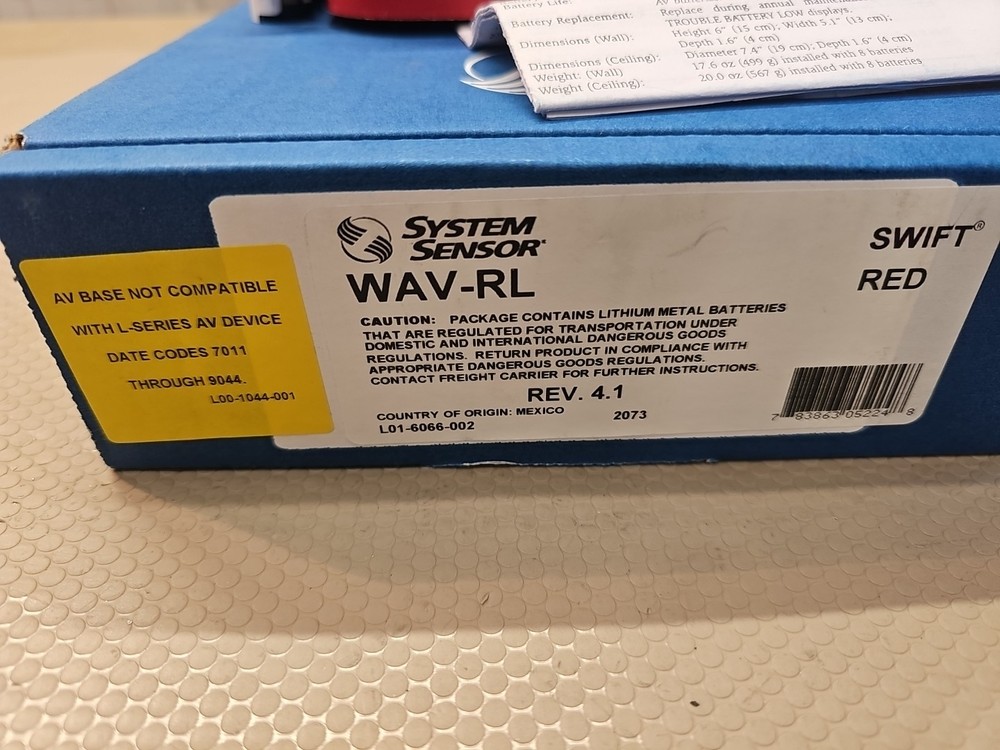 Battery Life:
Battery Replacement: Replace during annual
TROUBLE BATTERY LOW displays.
Dimensions (Wall): Height 6" (15 cm); Width 5.1" (13 cm);
Depth 1.6" (4 cm)
Dimensions (Ceiling): Diameter 7.4" (19 cm); Depth 1.6" (4 cm)
Weight: (Wall) 17.6 oz (499 g) installed with 8 batteries
Weight (Ceiling): 20.0 oz (567 g) installed with 8 batteries
SYSTEM
SENSOR
SWIFT®
WAV-RL
RED
CAUTION: PACKAGE CONTAINS LITHIUM METAL BATTERIES
THAT ARE REGULATED FOR TRANSPORTATION UNDER
DOMESTIC AND INTERNATIONAL DANGEROUS GOODS
REGULATIONS. RETURN PRODUCT IN COMPLIANCE WITH
APPROPRIATE DANGEROUS GOODS REGULATIONS.
CONTACT FREIGHT CARRIER FOR FURTHER INSTRUCTIONS.
REV. 4.1
COUNTRY OF ORIGIN: MEXICO 2073
L01-6066-002
7 83863 05224 8
AV BASE NOT COMPATIBLE
WITH L-SERIES AV DEVICE
DATE CODES 7011
THROUGH 9044.
L00-1044-001